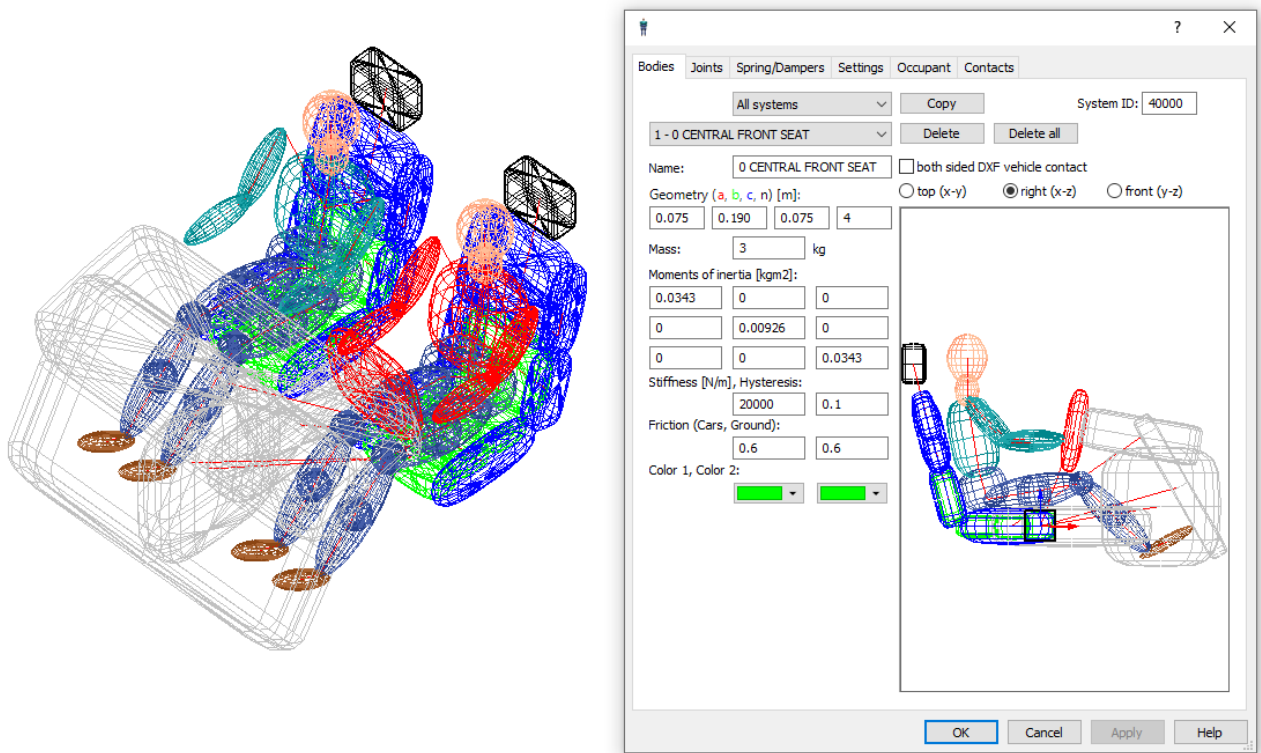 ?
Bodies Joints Spring/Dampers Settings Occupant Contacts
All systems Copy System ID: 40000
1 - 0 CENTRAL FRONT SEAT Delete Delete all
Name: 0 CENTRAL FRONT SEAT both sided DXF vehicle contact
Geometry (a, b, c, n) [m]: top (x-y) right (x-z) front (y-z)
0.075 0.190 0.075 4
Mass: 3 kg
Moments of inertia [kgm2]:
0.0343 0 0
0 0.00926 0
0 0 0.0343
Stiffness [N/m], Hysteresis:
20000 0.1
Friction (Cars, Ground):
0.6 0.6
Color 1, Color 2:
OK Cancel Apply Help